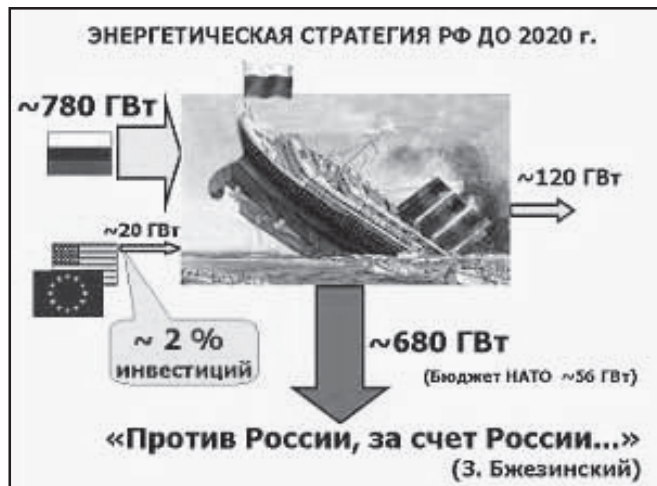 ЭНЕРГЕТИЧЕСКАЯ СТРАТЕГИЯ РФ ДО 2020 г.
~780 ГВт
~120 ГВт
~20 ГВт
~ 2 %
инвестиций
~680 ГВт
(Бюджет НАТО ~56 ГВт)
«Против России, за счет России...»
(З. Бжезинский)